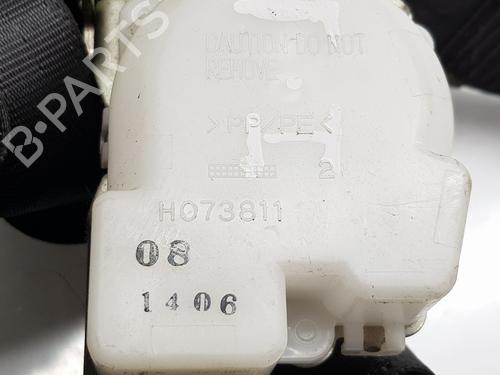 CAUTION-DO NOT
REMOVE
>PP/PE<
2
H073811
08
1406
B-PARTS